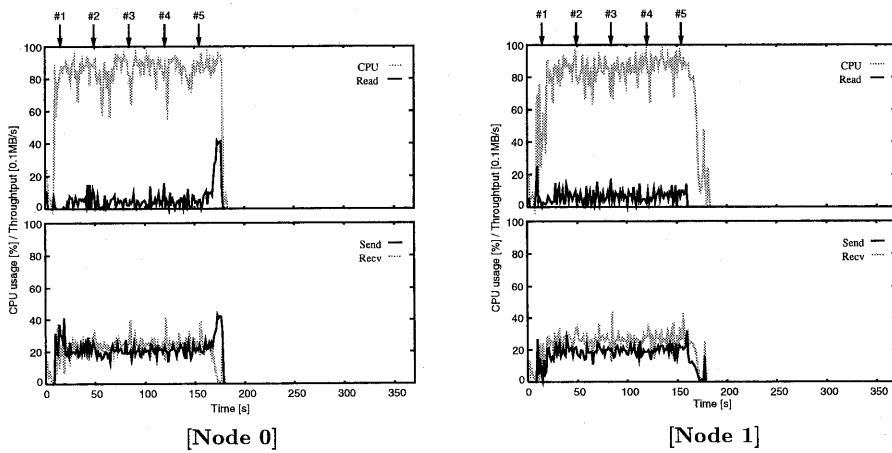 #1 #2 #3 #4 #5
100
80
60
40
20
0
CPU
Read
100
80
60
40
20
0
Send
Recv
0 50 100 150 200 250 300 350
Time [s]
CPU usage [%] / Throughtput [0.1MB/s]
[Node 0]
#1 #2 #3 #4 #5
100
80
60
40
20
0
CPU
Read
100
80
60
40
20
0
Send
Recv
0 50 100 150 200 250 300 350
Time [s]
CPU usage [%] / Throughtput [0.1MB/s]
[Node 1]